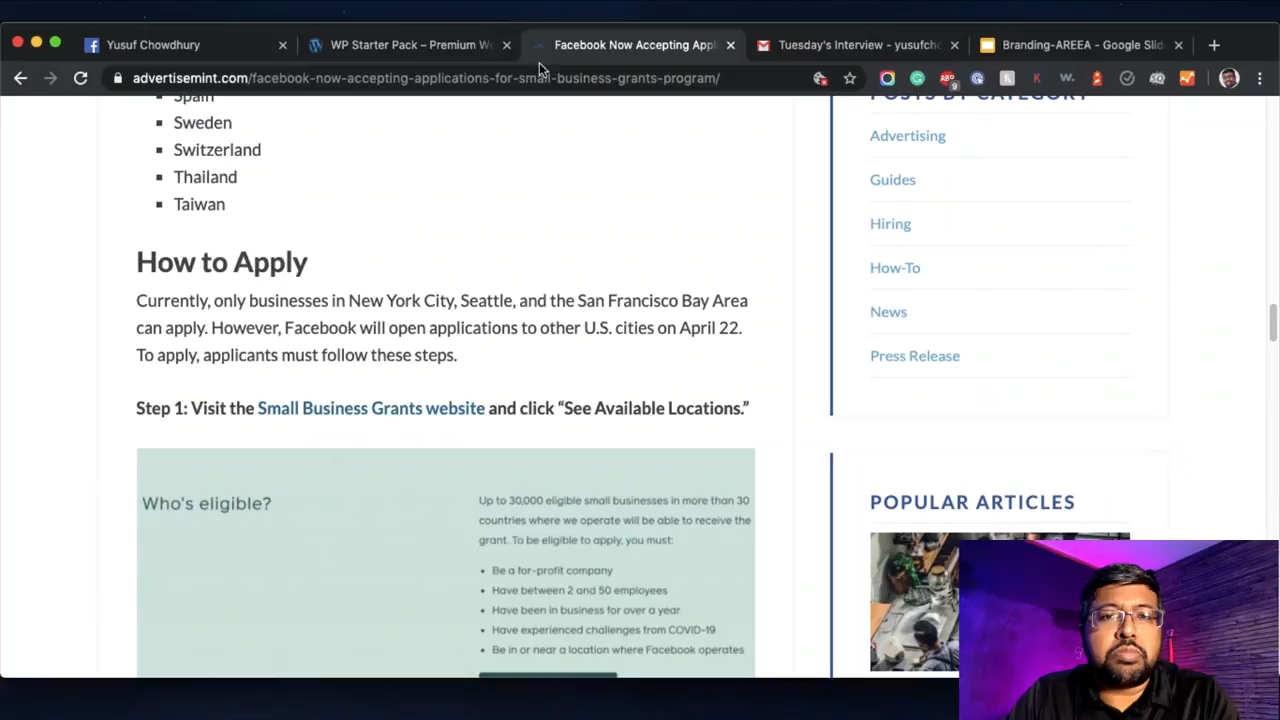 Yusuf Chowdhury
WP Starter Pack – Premium We
Facebook Now Accepting Appli
Tuesday's Interview – yusufcho
Branding-AREEA - Google Slid
advertisemint.com/facebook-now-accepting-applications-for-small-business-grants-program/
ABP
9
Spain
Sweden
Switzerland
Thailand
Taiwan
How to Apply
Currently, only businesses in New York City, Seattle, and the San Francisco Bay Area
can apply. However, Facebook will open applications to other U.S. cities on April 22.
To apply, applicants must follow these steps.
Step 1: Visit the Small Business Grants website and click “See Available Locations.”
Who's eligible?
Up to 30,000 eligible small businesses in more than 30
countries where we operate will be able to receive the
grant. To be eligible to apply, you must:
• Be a for-profit company
• Have between 2 and 50 employees
• Have been in business for over a year
• Have experienced challenges from COVID-19
• Be in or near a location where Facebook operates
POSTS BY CATEGORY
Advertising
Guides
Hiring
How-To
News
Press Release
POPULAR ARTICLES